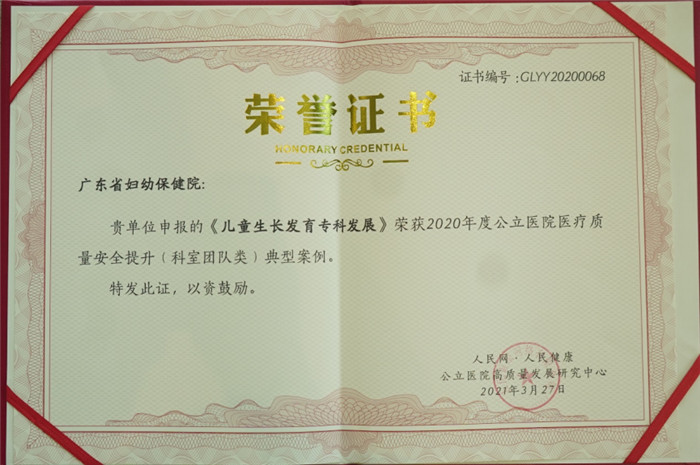 证书编号:GLYY20200068
荣誉证书
HONORARY CREDENTIAL
广东省妇幼保健院:
贵单位申报的《儿童生长发育专科发展》荣获2020年度公立医院医疗质
量安全提升(科室团队类)典型案例。
特发此证,以资鼓励。
人民网·人民健康
公立医院高质量发展研究中心
2021年3月27日